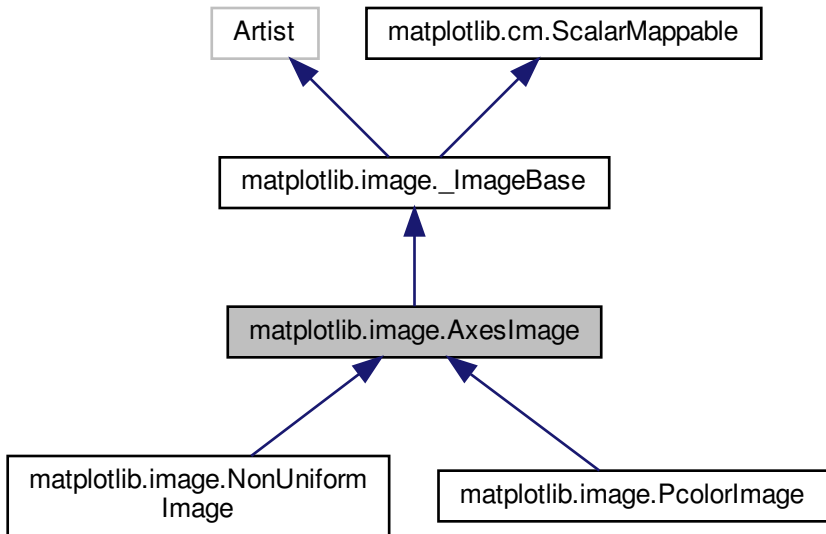 Artist
matplotlib.cm.ScalarMappable
matplotlib.image._ImageBase
matplotlib.image.AxesImage
matplotlib.image.NonUniform
Image
matplotlib.image.PcolorImage